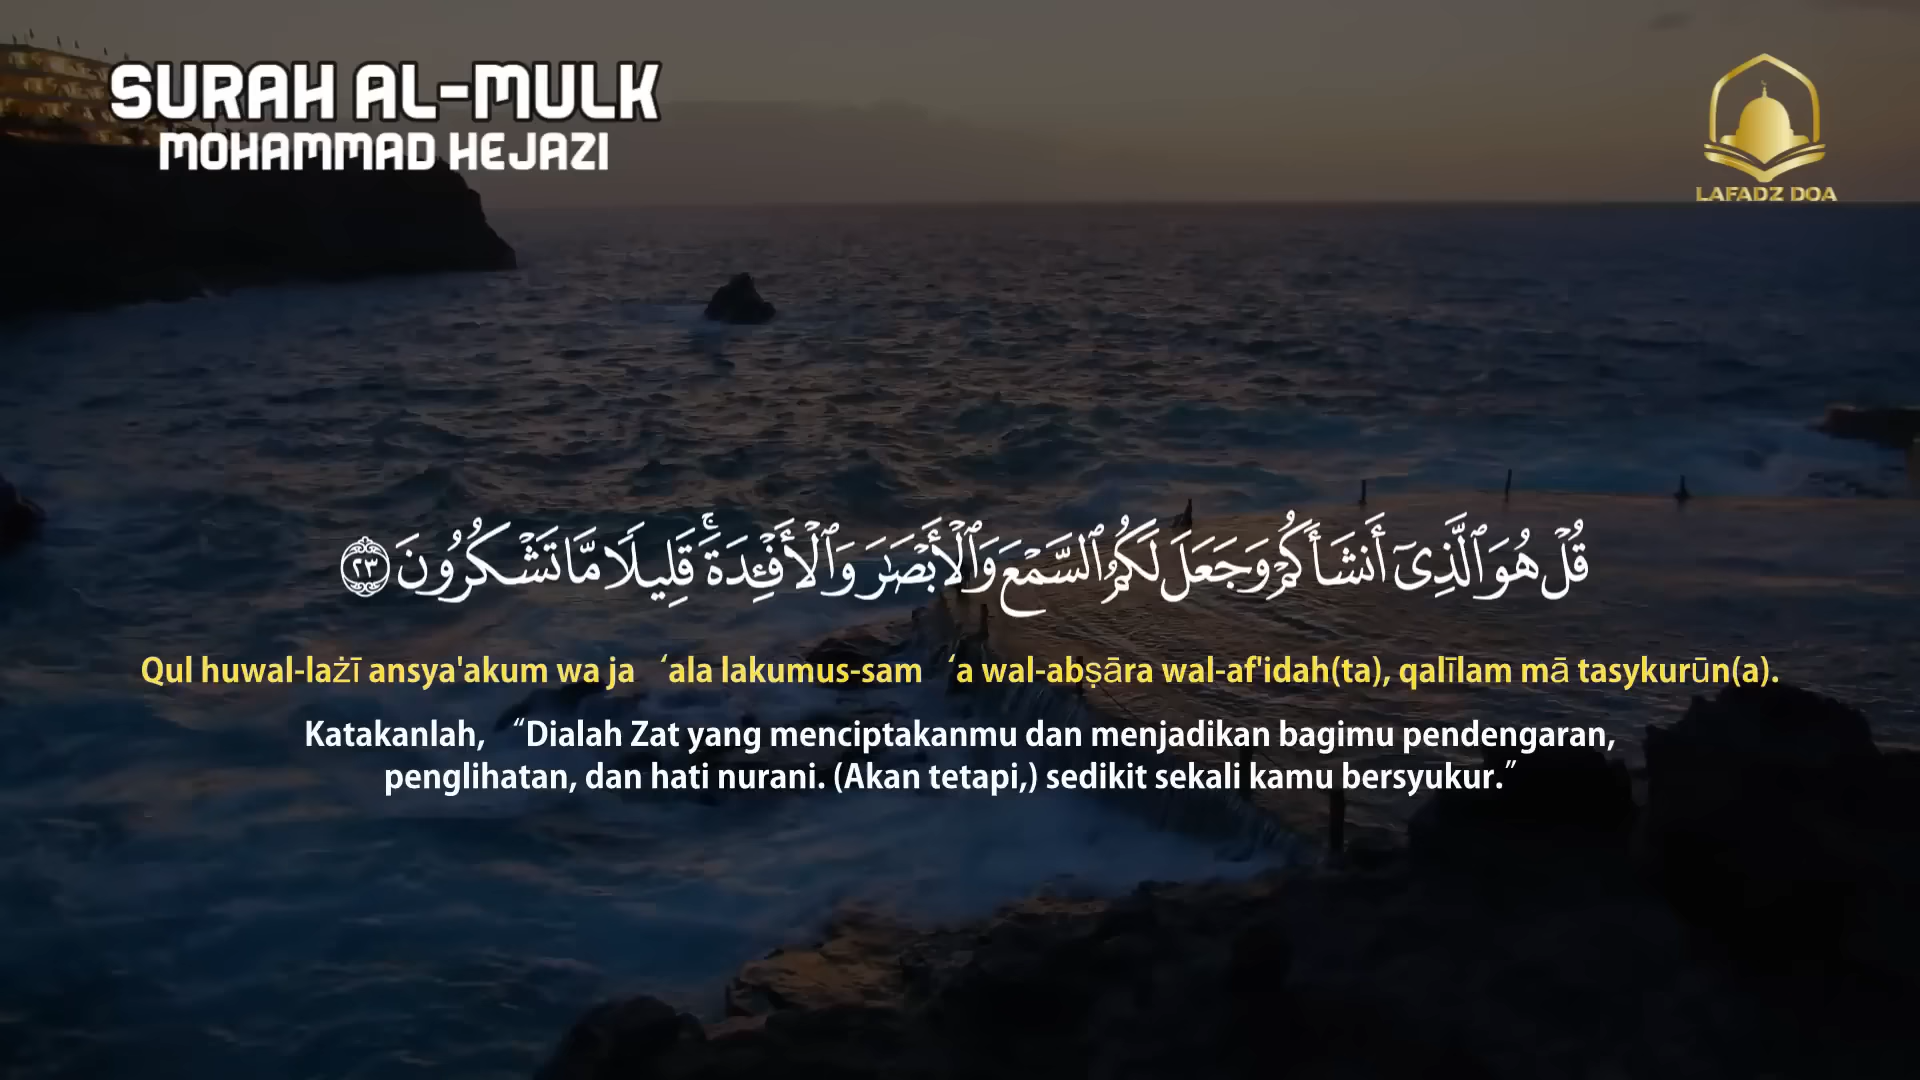 SURAH AL-MULK
MOHAMMAD HEJAZI
LAFADZ DOA
قُلْ هُوَ ٱلَّذِىٓ أَنشَأَكُمْ وَجَعَلَ لَكُمُ ٱلسَّمْعَ وَٱلْأَبْصَٰرَ وَٱلْأَفْـِٔدَةَ ۖ قَلِيلًا مَّا تَشْكُرُونَ ٢٣
Qul huwal-lażī ansya'akum wa ja‘ala lakumus-sam‘a wal-abṣāra wal-af'idah(ta), qalīlam mā tasykurūn(a).
Katakanlah, “Dialah Zat yang menciptakanmu dan menjadikan bagimu pendengaran,
penglihatan, dan hati nurani. (Akan tetapi,) sedikit sekali kamu bersyukur.”